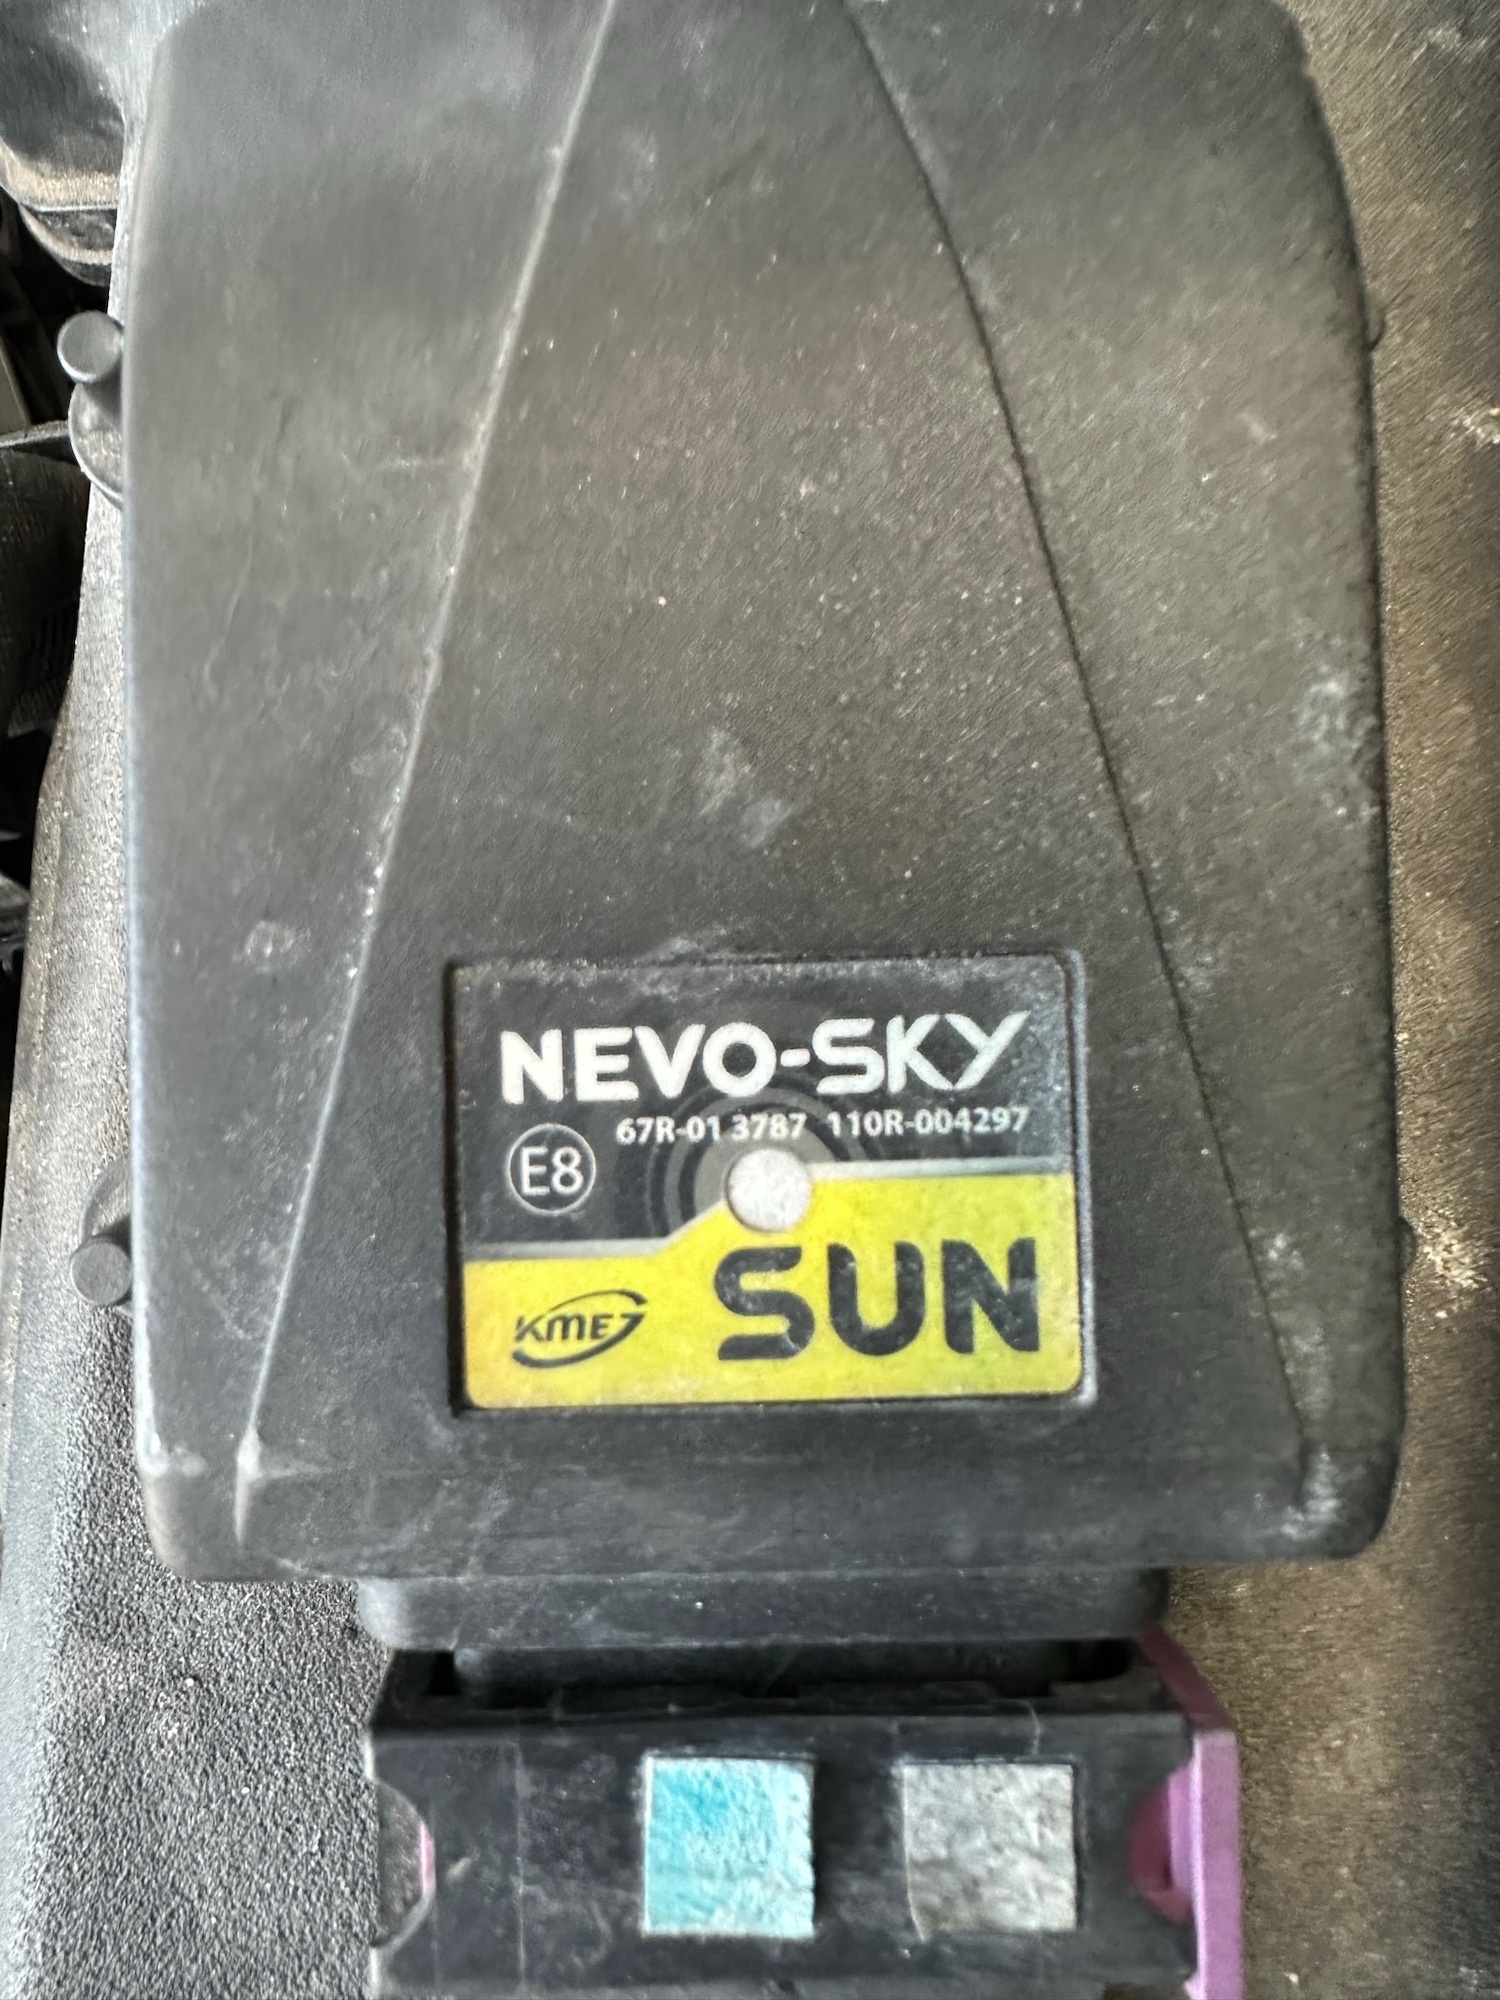 NEVO-SKY
67R-01 3787 110R-004297
E8
SUN
KME